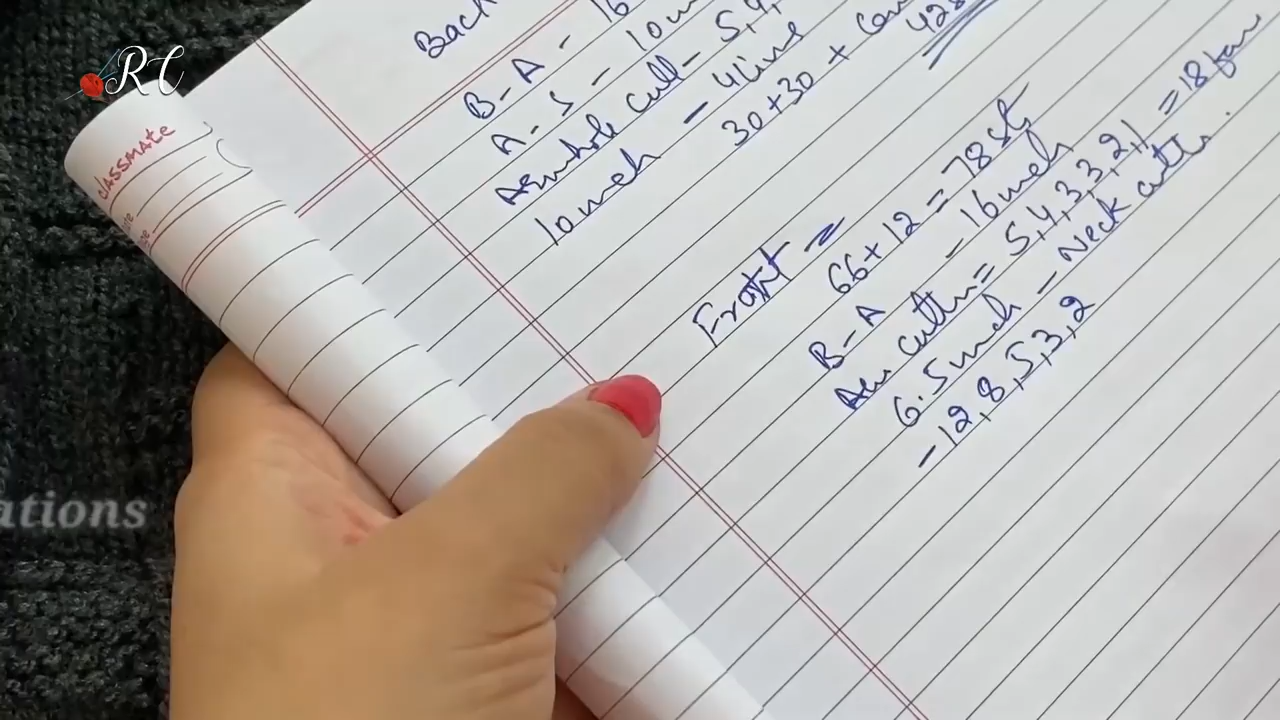 RC
classmate
Back
B-A - 16
A-S - 10 in
Armhole Cutt - 5,4,
10 inch - 4 line
30+30 +
428
Front =
66+12 = 78 St
B-A - 16 inch
Arm cutting = 5,4,3,3,2,1 = 18
6.5 inch - Neck cutting.
- 12,8,5,3,2
ations